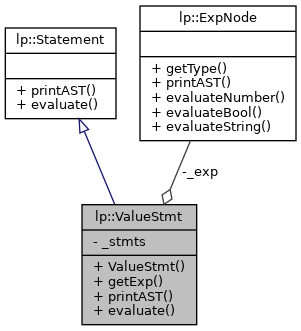 lp::Statement
+ printAST()
+ evaluate()
lp::ExpNode
+ getType()
+ printAST()
+ evaluateNumber()
+ evaluateBool()
+ evaluateString()
-_exp
lp::ValueStmt
- _stmts
+ ValueStmt()
+ getExp()
+ printAST()
+ evaluate()